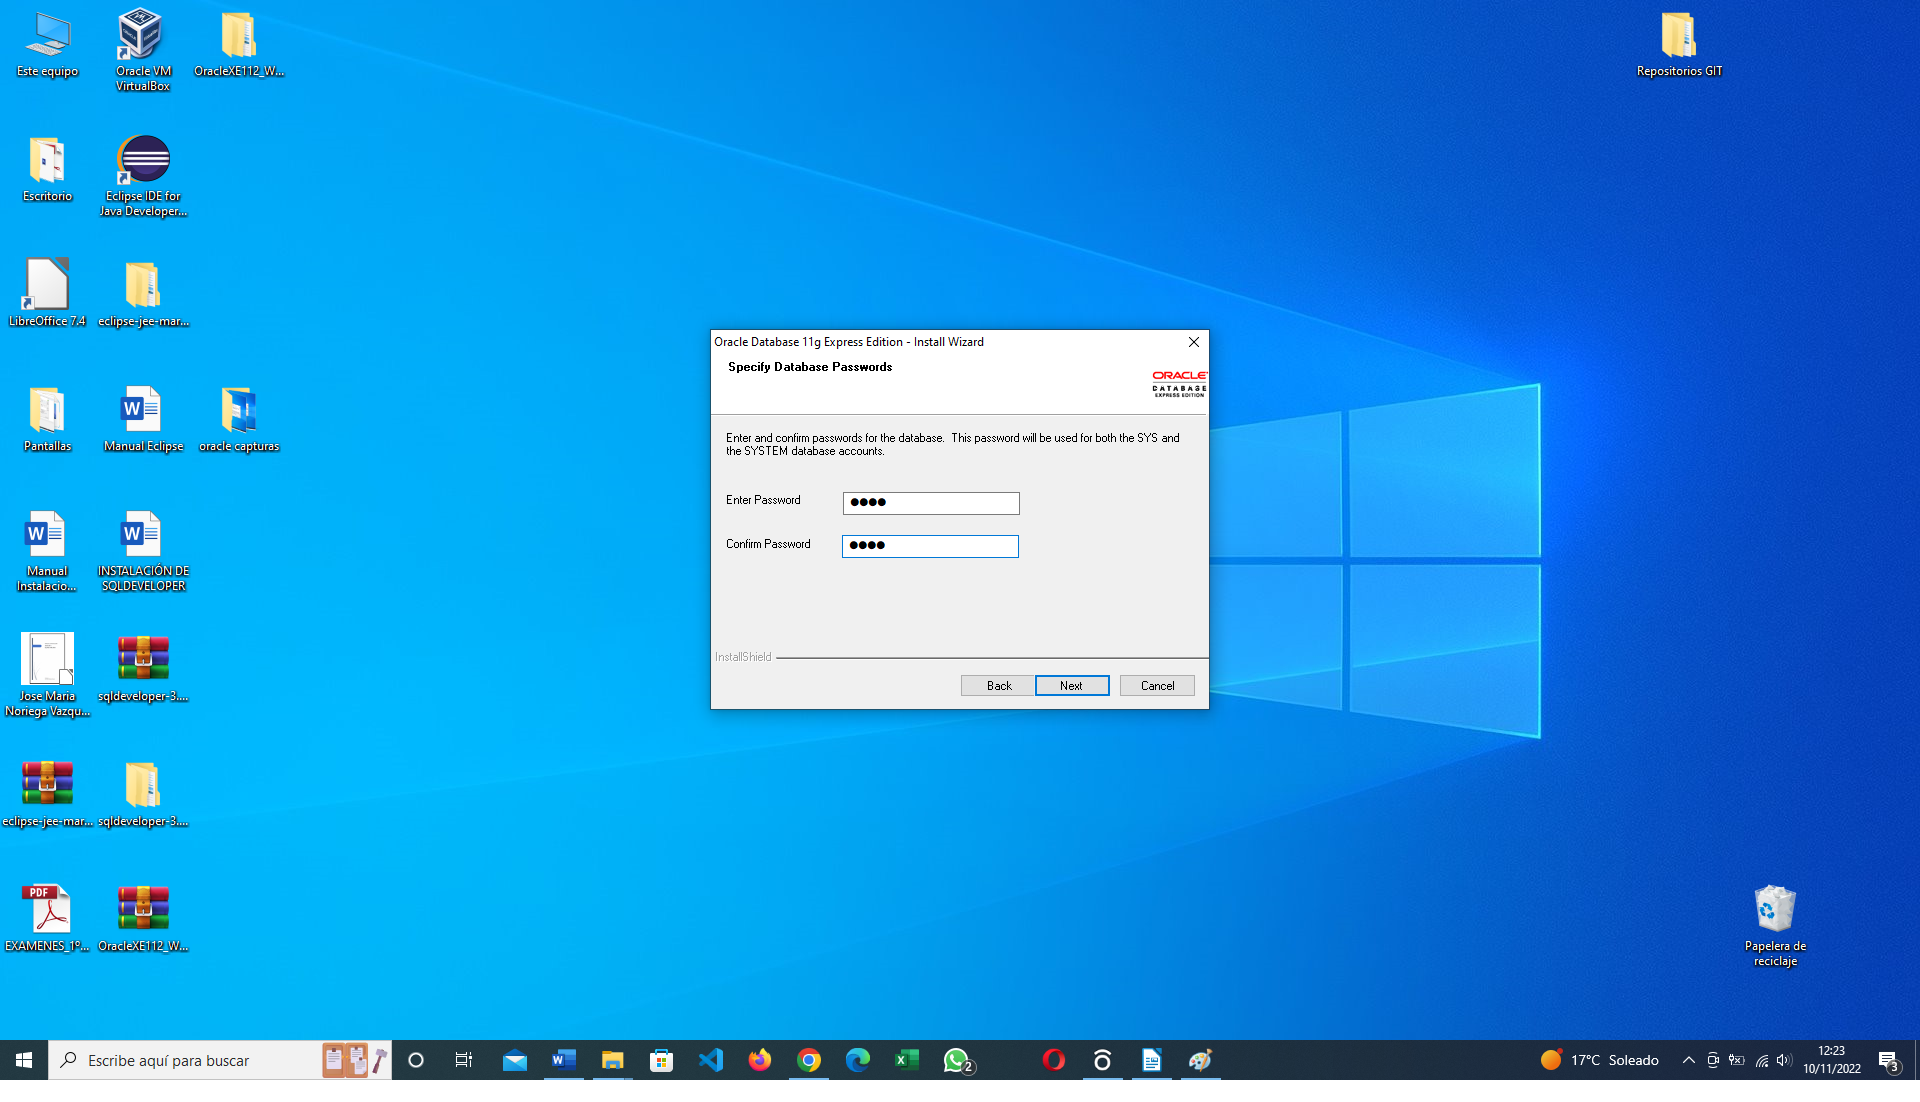 Este equipo
Oracle VM
VirtualBox
OracleXE112_W...
Repositorios GIT
Escritorio
Eclipse IDE for
Java Developer...
LibreOffice 7.4
eclipse-jee-mar...
Pantallas
Manual Eclipse
oracle capturas
Manual
Instalacio...
INSTALACIÓN DE
SQLDEVELOPER
Jose Maria
Noriega Vazqu...
sqldeveloper-3....
eclipse-jee-mar...
sqldeveloper-3....
PDF
EXAMENES_1º...
OracleXE112_W...
Papelera de
reciclaje
Oracle Database 11g Express Edition - Install Wizard
Specify Database Passwords
ORACLE
DATABASE
EXPRESS EDITION
Enter and confirm passwords for the database. This password will be used for both the SYS and
the SYSTEM database accounts.
Enter Password
Confirm Password
InstallShield
Back
Next
Cancel
Escribe aquí para buscar
2
17°C Soleado
12:23
10/11/2022
3